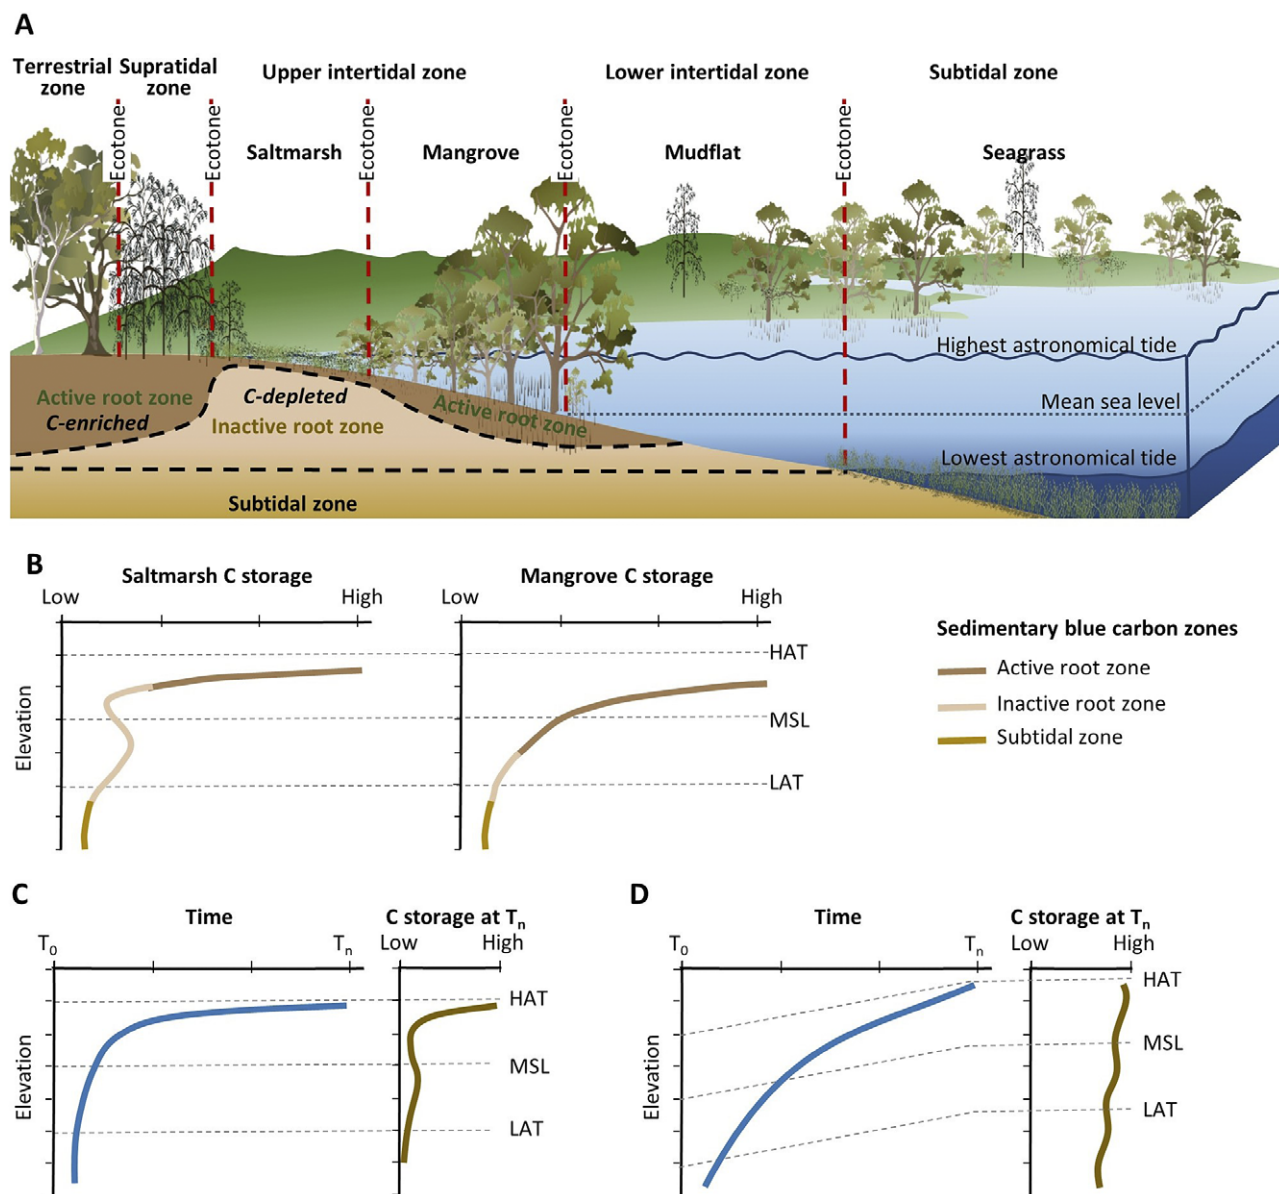 A
Terrestrial
zone
Supratidal
zone
Upper intertidal zone
Lower intertidal zone
Subtidal zone
Ecotone
Ecotone
Saltmarsh
Ecotone
Mangrove
Ecotone
Mudflat
Ecotone
Seagrass
Highest astronomical tide
Mean sea level
Lowest astronomical tide
Active root zone
C-enriched
C-depleted
Inactive root zone
Active root zone
Subtidal zone
B
Saltmarsh C storage
Low
High
Elevation
Mangrove C storage
Low
High
HAT
MSL
LAT
Sedimentary blue carbon zones
Active root zone
Inactive root zone
Subtidal zone
C
Time
T0
Tn
Elevation
C storage at Tn
Low
High
HAT
MSL
LAT
D
Time
T0
Tn
Elevation
C storage at Tn
Low
High
HAT
MSL
LAT